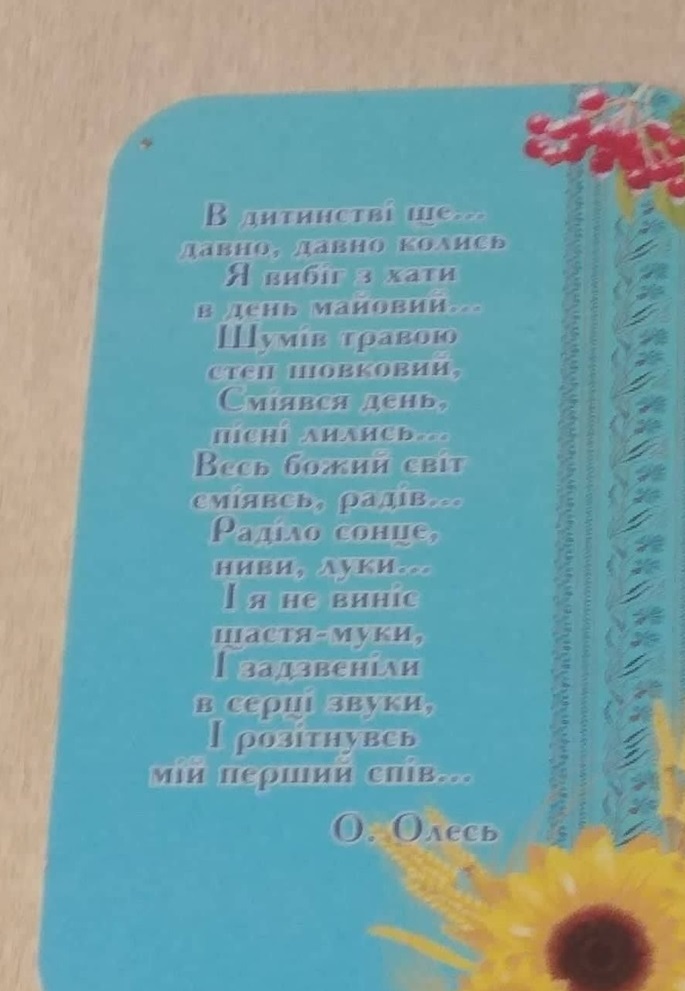 В дитинстві ще...
давно, давно колись
Я вибіг з хати
в день майовий...
Шумів травою
степ шовковий,
Сміявся день,
пісні лились...
Весь божий світ
сміявсь, радів...
Раділо сонце,
ниви, луки...
І я не виніс
щастя-муки,
І задзвеніли
в серці звуки,
І розітнувсь
мій перший спів...
О. Олесь